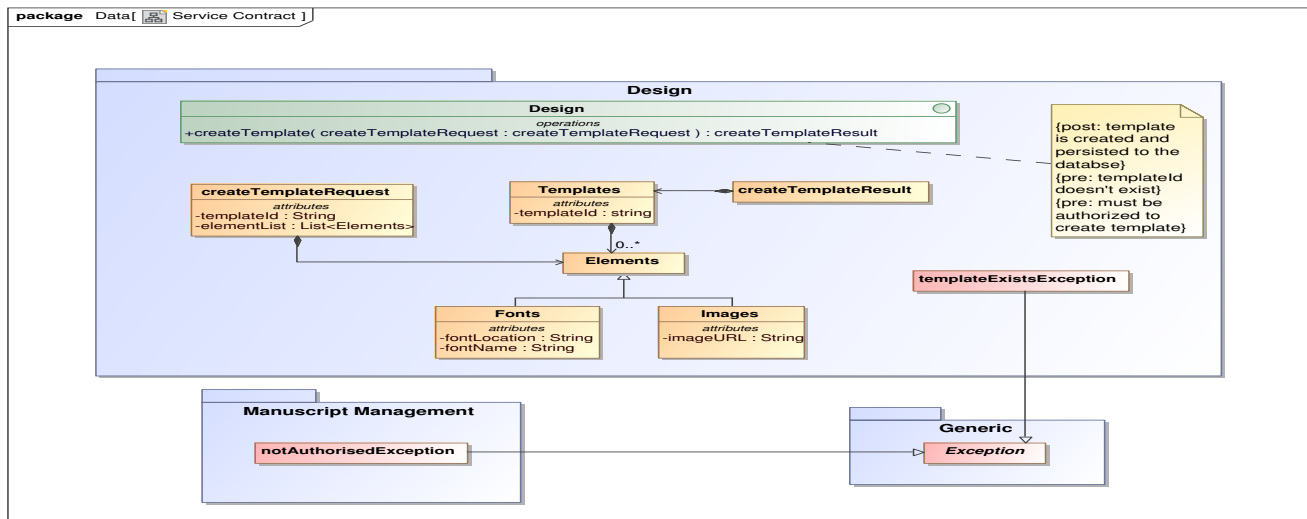 package Data[ Service Contract ]
Design
Design
operations
+createTemplate( createTemplateRequest : createTemplateRequest ) : createTemplateResult
{post: template
is created and
persisted to the
databse}
{pre: templateId
doesn't exist}
{pre: must be
authorized to
create template}
createTemplateRequest
attributes
-templateId : String
-elementList : List<Elements>
Templates
attributes
-templateId : string
createTemplateResult
0..*
Elements
templateExistsException
Fonts
attributes
-fontLocation : String
-fontName : String
Images
attributes
-imageURL : String
Manuscript Management
notAuthorisedException
Generic
Exception